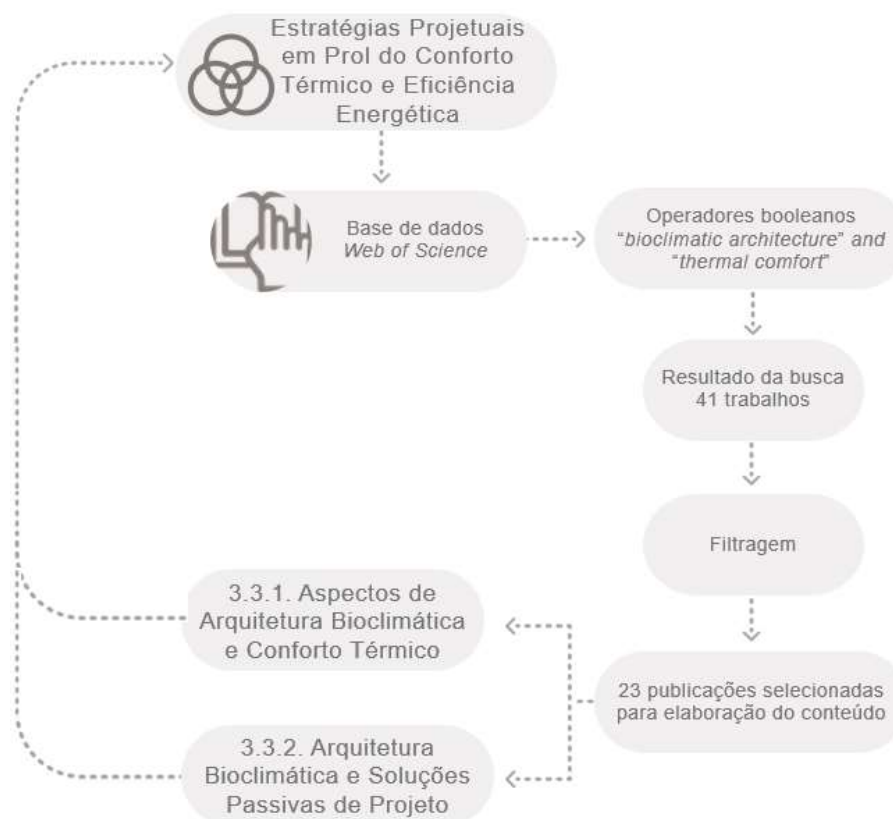 Estratégias Projetuais
em Prol do Conforto
Térmico e Eficiência
Energética
Base de dados
Web of Science
Operadores booleanos
“bioclimatic architecture” and
“thermal comfort”
Resultado da busca
41 trabalhos
Filtragem
23 publicações selecionadas
para elaboração do conteúdo
3.3.1. Aspectos de
Arquitetura Bioclimática
e Conforto Térmico
3.3.2. Arquitetura
Bioclimática e Soluções
Passivas de Projeto